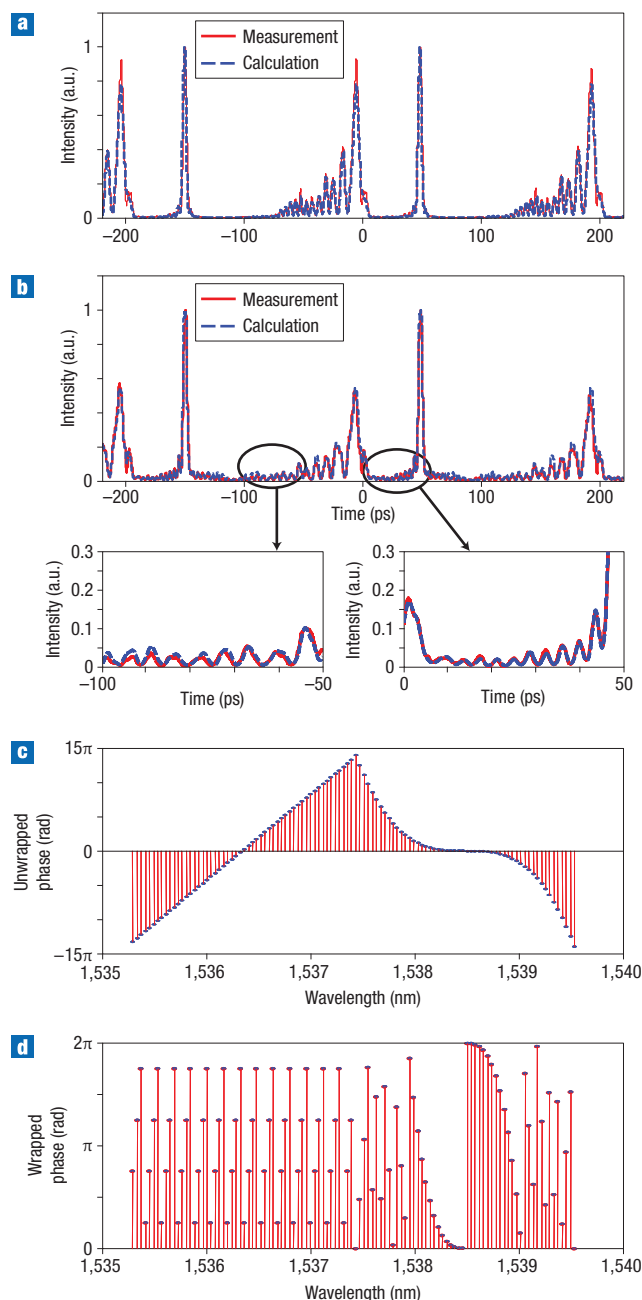 a
Measurement
Calculation
Intensity (a.u.)
1
0
−200 −100 0 100 200
b
Measurement
Calculation
Intensity (a.u.)
1
0
−200 −100 0 100 200
Time (ps)
Intensity (a.u.)
0.3
0.2
0.1
0
−100 −50
Time (ps)
Intensity (a.u.)
0.3
0.2
0.1
0
0 50
Time (ps)
c
Unwrapped
phase (rad)
15π
0
−15π
1,535 1,536 1,537 1,538 1,539 1,540
Wavelength (nm)
d
Wrapped
phase (rad)
2π
π
0
1,535 1,536 1,537 1,538 1,539 1,540
Wavelength (nm)